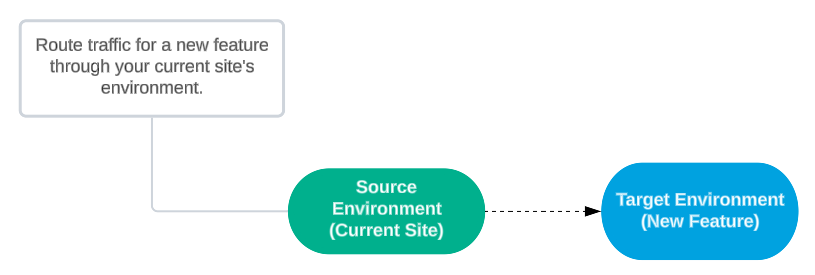 Route traffic for a new feature
through your current site's
environment.
Source
Environment
(Current Site)
Target Environment
(New Feature)